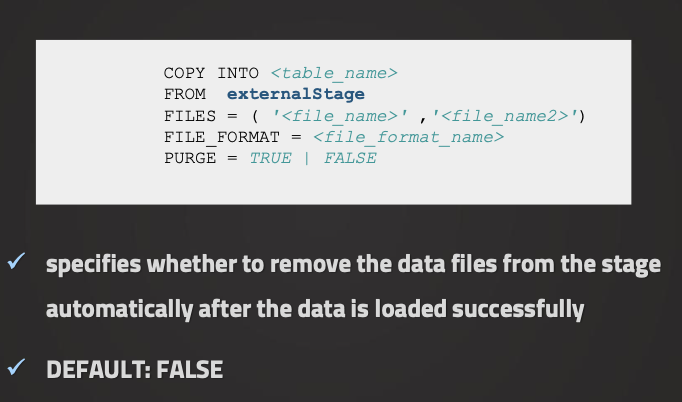 COPY INTO <table_name>
FROM externalStage
FILES = ( '<file_name>' ,'<file_name2>')
FILE_FORMAT = <file_format_name>
PURGE = TRUE | FALSE
✓ specifies whether to remove the data files from the stage
automatically after the data is loaded successfully
✓ DEFAULT: FALSE